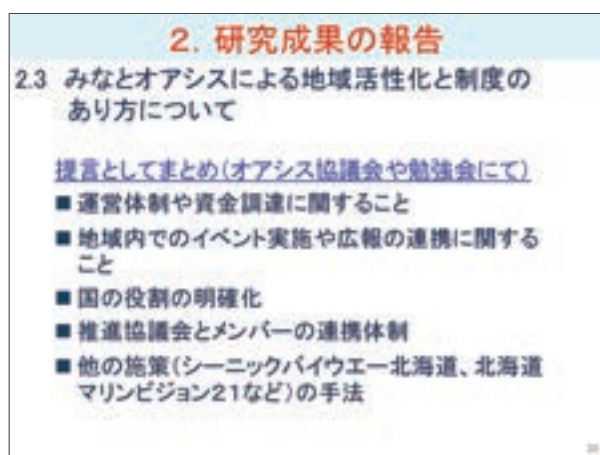 2. 研究成果の報告
2.3 みなとオアシスによる地域活性化と制度の
あり方について
提言としてまとめ(オアシス協議会や勉強会にて)
■運営体制や資金調達に関すること
■地域内でのイベント実施や広報の連携に関する
こと
■国の役割の明確化
■推進協議会とメンバーの連携体制
■他の施策(シーニックバイウエー北海道、北海道
マリンビジョン21など)の手法